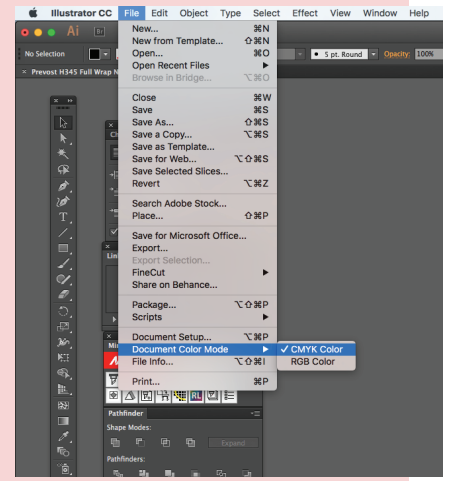 Illustrator CC File Edit Object Type Select Effect View Window Help
Ai Br
No Selection 5 pt. Round Opacity: 100%
× Prevost H345 Full Wrap
New... ⌘N
New from Template... ⇧⌘N
Open... ⌘O
Open Recent Files ▶
Browse in Bridge... ⌥⌘O
Close ⌘W
Save ⌘S
Save As... ⇧⌘S
Save a Copy... ⌥⌘S
Save as Template...
Save for Web... ⌥⇧⌘S
Save Selected Slices...
Revert ⌥⌘Z
Search Adobe Stock...
Place... ⇧⌘P
Save for Microsoft Office...
Export...
Export Selection...
FineCut ▶
Share on Behance...
Package... ⌥⇧⌘P
Scripts ▶
Document Setup... ⌥⌘P
Document Color Mode ▶ ✓ CMYK Color
File Info... ⌥⇧⌘I RGB Color
Print... ⌘P
Pathfinder
Shape Modes:
Expand
Pathfinders: